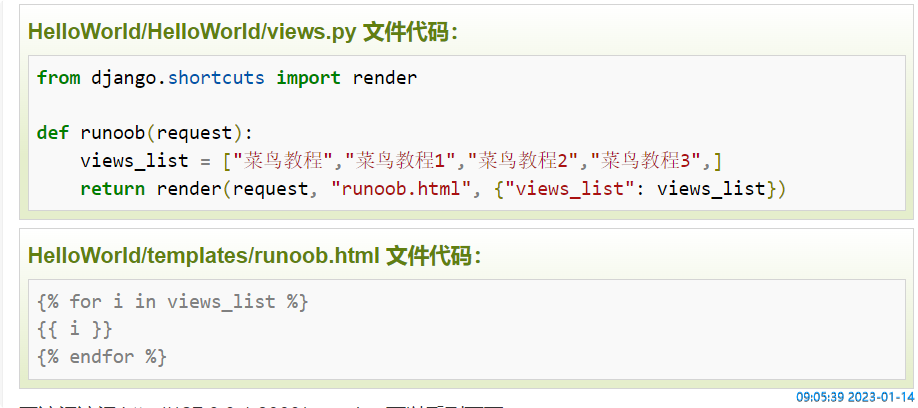 HelloWorld/HelloWorld/views.py 文件代码：
from django.shortcuts import render
def runoob(request):
    views_list = ["菜鸟教程","菜鸟教程1","菜鸟教程2","菜鸟教程3",]
    return render(request, "runoob.html", {"views_list": views_list})
HelloWorld/templates/runoob.html 文件代码：
{% for i in views_list %}
{{ i }}
{% endfor %}
09:05:39 2023-01-14